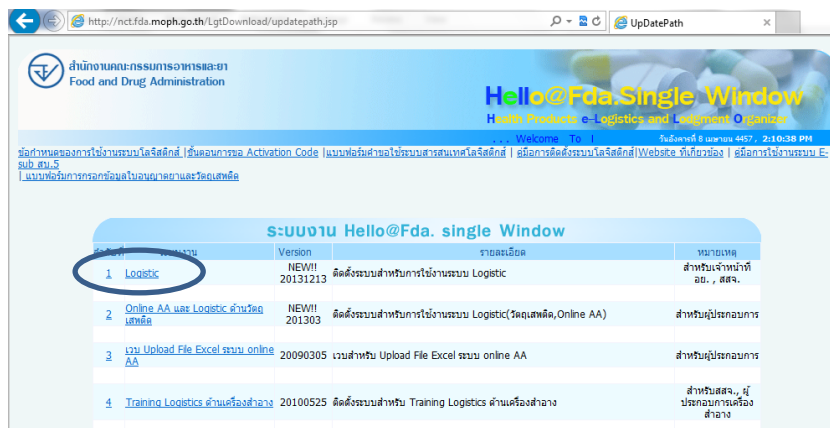 http://nct.fda.moph.go.th/LgtDownload/updatepath.jsp
UpDatePath
สำนักงานคณะกรรมการอาหารและยา
Food and Drug Administration
Hello@Fda.Single Window
Health Products e-Logistics and Lodgment Organizer
... Welcome To l
วันอังคารที่ 8 เมษายน 4457 , 2:10:38 PM
ข้อกำหนดของการใช้งานระบบโลจิสติกส์ |ขั้นตอนการขอ Activation Code |แบบฟอร์มคำขอใช้ระบบสารสนเทศโลจิสติกส์ | คู่มือการติดตั้งระบบโลจิสติกส์|Website ที่เกี่ยวข้อง | คู่มือการใช้งานระบบ E-
sub สบ.5
| แบบฟอร์มการกรอกข้อมูลใบอนุญาตยาและวัตถุเสพติด
ระบบงาน Hello@Fda. single Window
Version รายละเอียด หมายเหตุ
1 Logistic NEW!! 20131213 ติดตั้งระบบสำหรับการใช้งานระบบ Logistic สำหรับเจ้าหน้าที่
อย. , สสจ.
2 Online AA และ Logistic ด้านวัตถุ
เสพติด NEW!! 201303 ติดตั้งระบบสำหรับการใช้งานระบบ Logistic(วัตถุเสพติด,Online AA) สำหรับผู้ประกอบการ
3 เวบ Upload File Excel ระบบ online
AA 20090305 เวบสำหรับ Upload File Excel ระบบ online AA สำหรับผู้ประกอบการ
4 Training Logistics ด้านเครื่องสำอาง 20100525 ติดตั้งระบบสำหรับ Training Logistics ด้านเครื่องสำอาง สำหรับสสจ., ผู้
ประกอบการเครื่อง
สำอาง